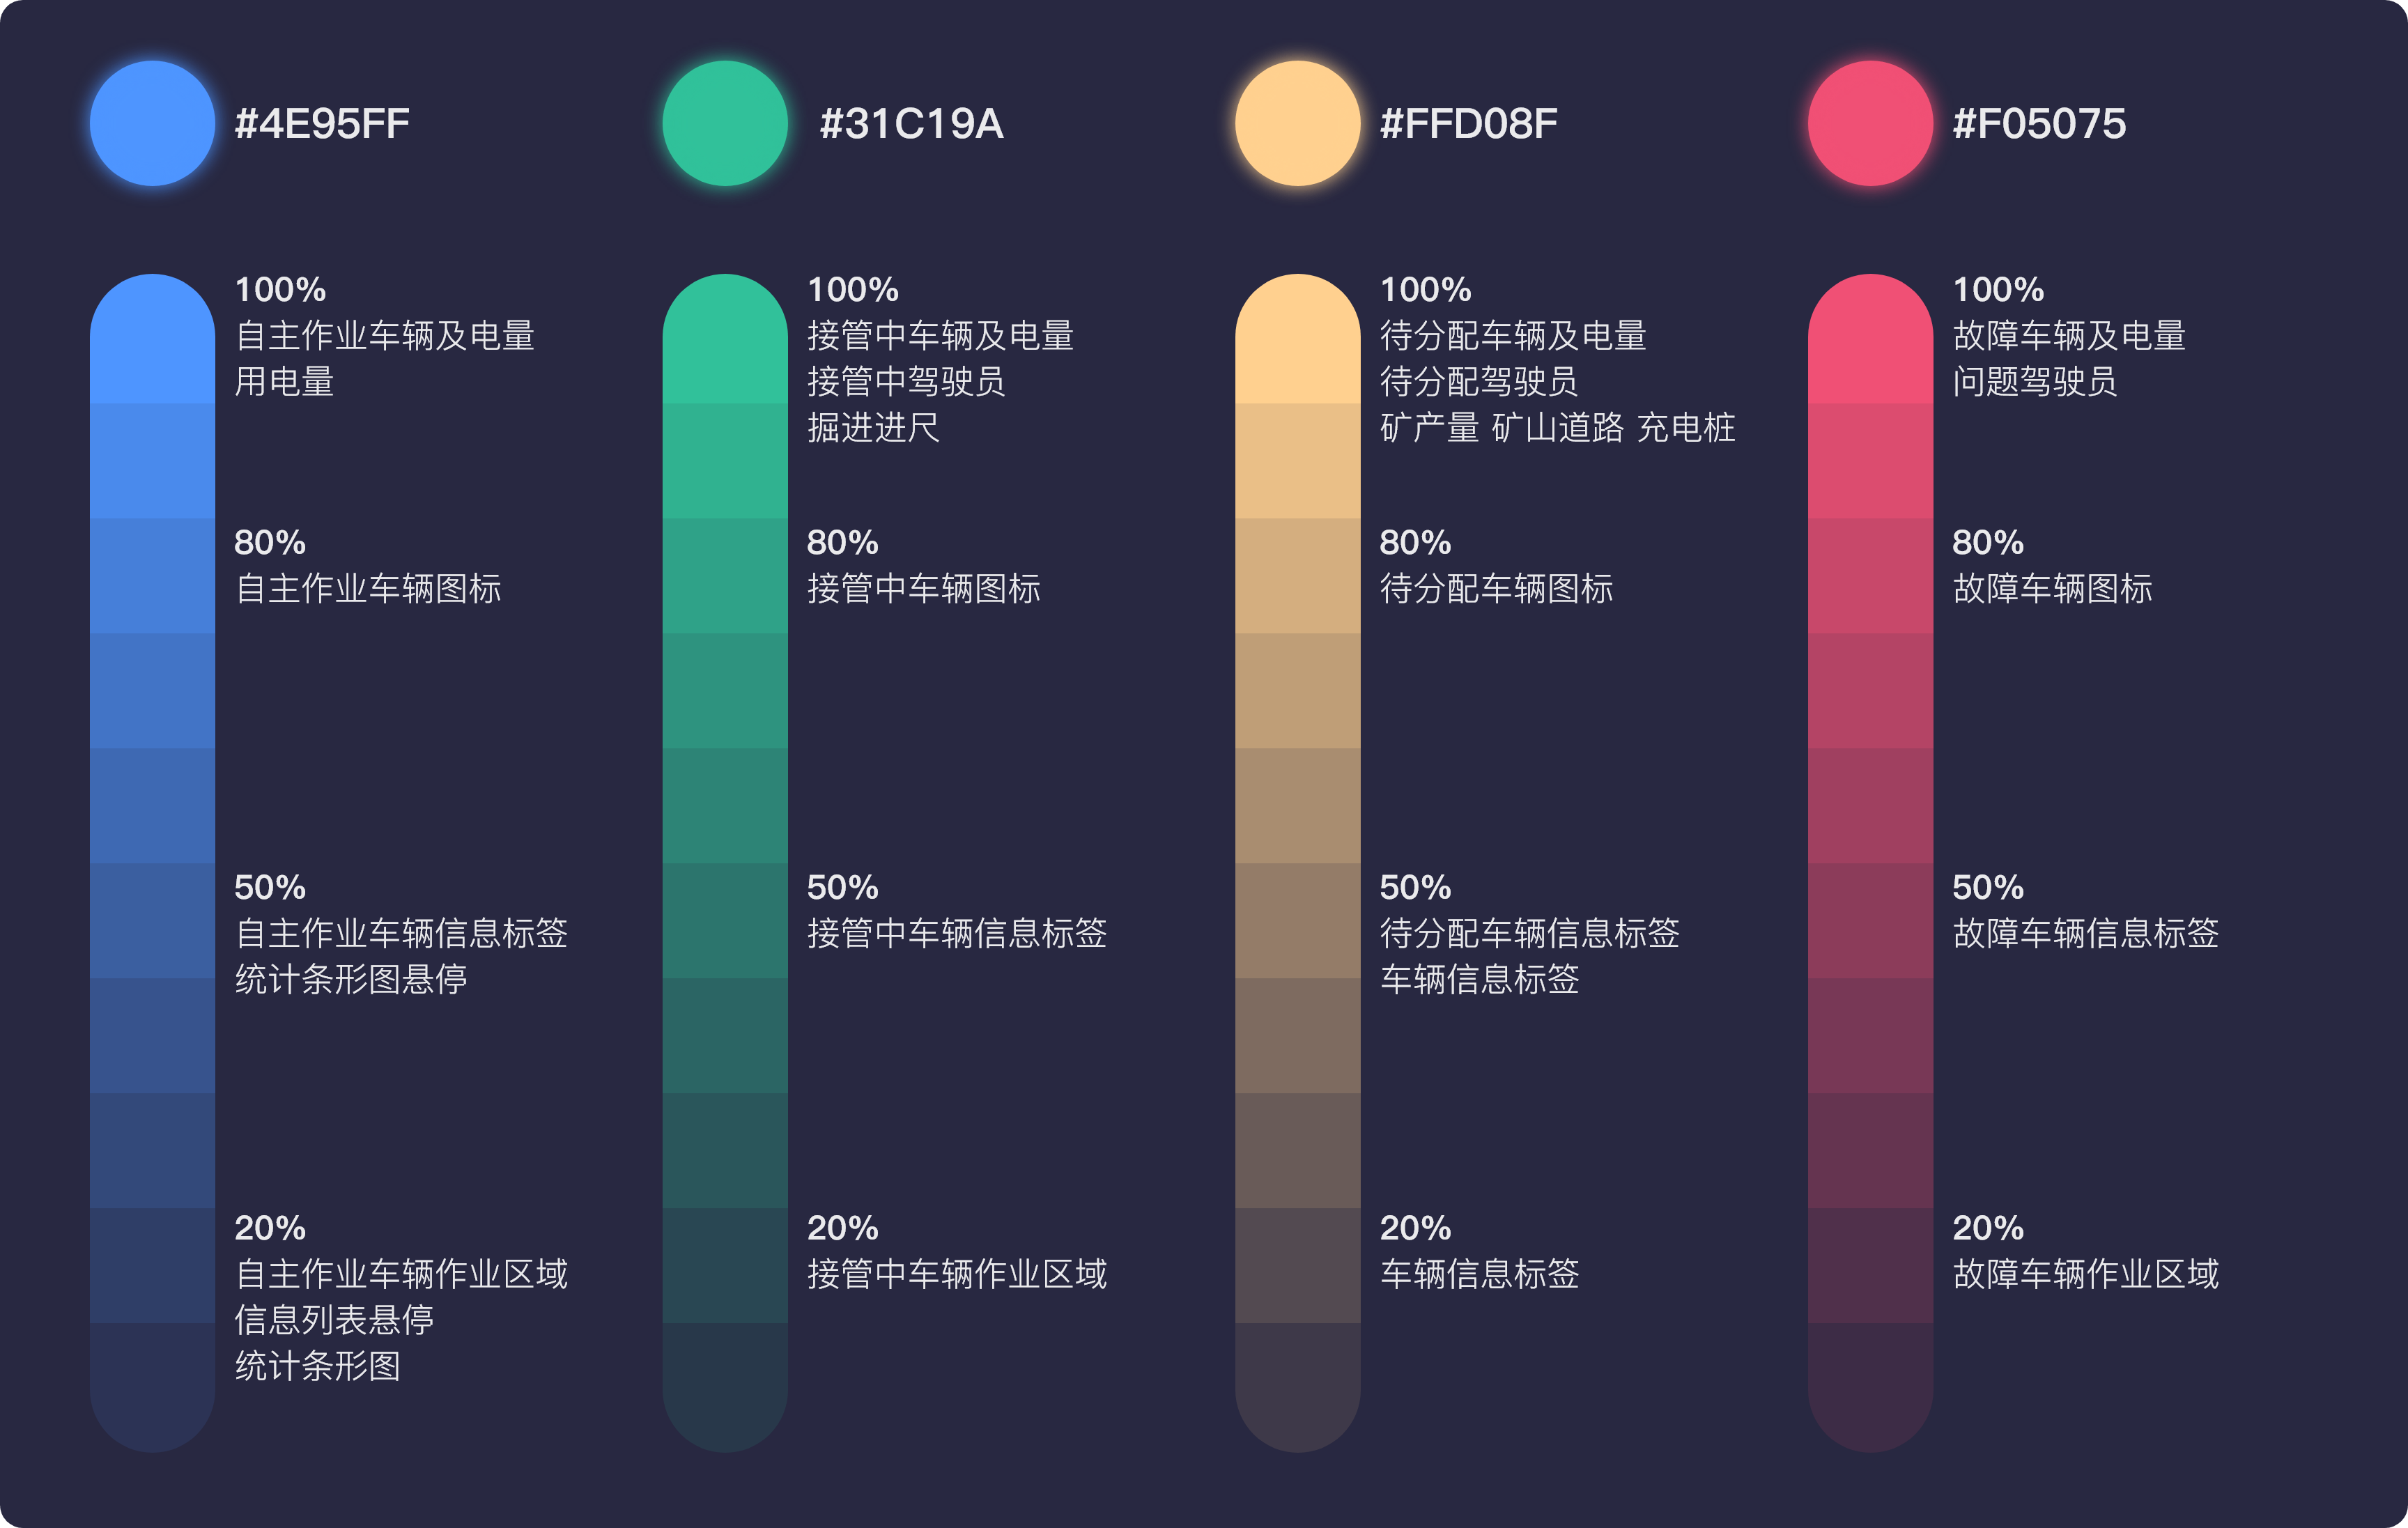 #4E95FF
100%
自主作业车辆及电量
用电量
80%
自主作业车辆图标
50%
自主作业车辆信息标签
统计条形图悬停
20%
自主作业车辆作业区域
信息列表悬停
统计条形图
#31C19A
100%
接管中车辆及电量
接管中驾驶员
掘进进尺
80%
接管中车辆图标
50%
接管中车辆信息标签
20%
接管中车辆作业区域
#FFD08F
100%
待分配车辆及电量
待分配驾驶员
矿产量 矿山道路 充电桩
80%
待分配车辆图标
50%
待分配车辆信息标签
车辆信息标签
20%
车辆信息标签
#F05075
100%
故障车辆及电量
问题驾驶员
80%
故障车辆图标
50%
故障车辆信息标签
20%
故障车辆作业区域